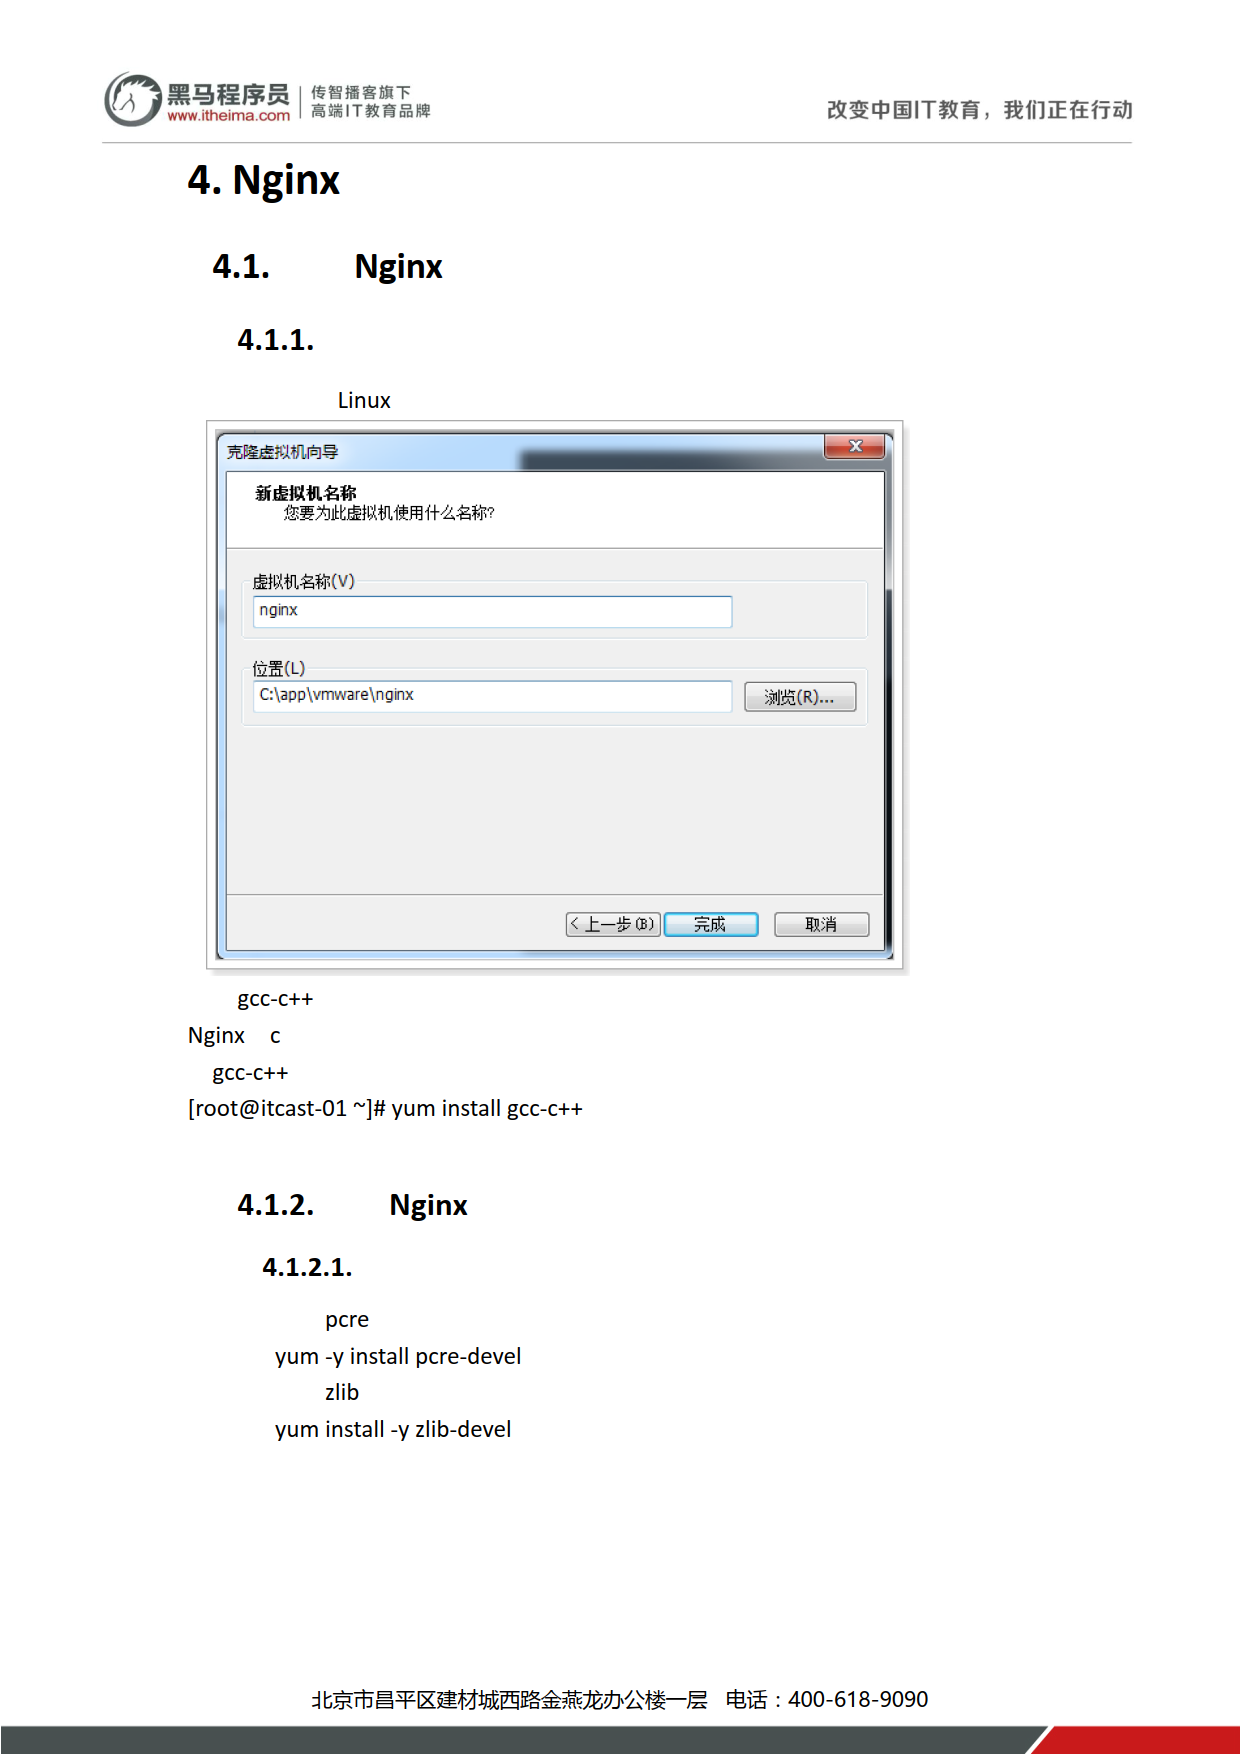 黑马程序员
www.itheima.com
传智播客旗下
高端IT教育品牌
改变中国IT教育，我们正在行动
4. Nginx
4.1. Nginx
4.1.1.
Linux
克隆虚拟机向导
新虚拟机名称
您要为此虚拟机使用什么名称?
虚拟机名称(V)
nginx
位置(L)
C:\app\vmware\nginx
浏览(R)...
< 上一步(B)
完成
取消
gcc-c++
Nginx c
gcc-c++
[root@itcast-01 ~]# yum install gcc-c++
4.1.2. Nginx
4.1.2.1.
pcre
yum -y install pcre-devel
zlib
yum install -y zlib-devel
北京市昌平区建材城西路金燕龙办公楼一层 电话：400-618-9090